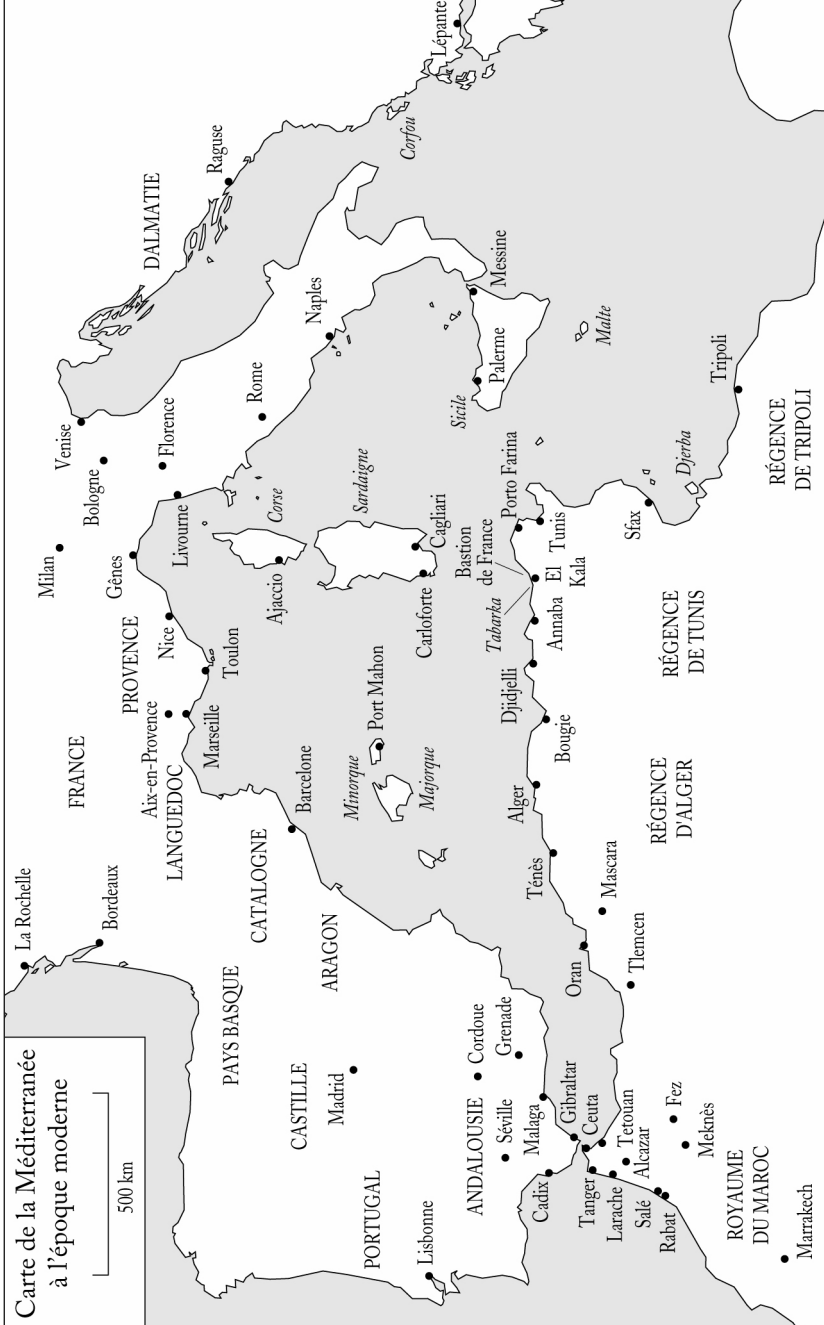 Carte de la Méditerranée
à l'époque moderne
500 km
La Rochelle
Bordeaux
FRANCE
Milan
Venise
Bologne
DALMATIE
Raguse
Lépante
Corfou
PROVENCE
Aix-en-Provence
Nice
Gênes
Florence
Livourne
LANGUEDOC
Marseille
Toulon
Rome
Naples
Corse
Ajaccio
PAYS BASQUE
CATALOGNE
Barcelone
ARAGON
CASTILLE
Madrid
Minorque
Port Mahon
Majorque
Sardaigne
Cagliari
Carloforte
Sicile
Palerme
Messine
Malte
PORTUGAL
Lisbonne
ANDALOUSIE
Séville
Cordoue
Grenade
Malaga
Cadix
Gibraltar
Ceuta
Tanger
Tetouan
Larache
Alcazar
Salé
Rabat
Fez
Meknès
ROYAUME
DU MAROC
Marrakech
Oran
Tlemcen
Mascara
Ténès
Alger
RÉGENCE
D'ALGER
Bougie
Djidjelli
Annaba
Tabarka
Bastion
de France
El
Kala
Porto Farina
Tunis
RÉGENCE
DE TUNIS
Sfax
Djerba
Tripoli
RÉGENCE
DE TRIPOLI